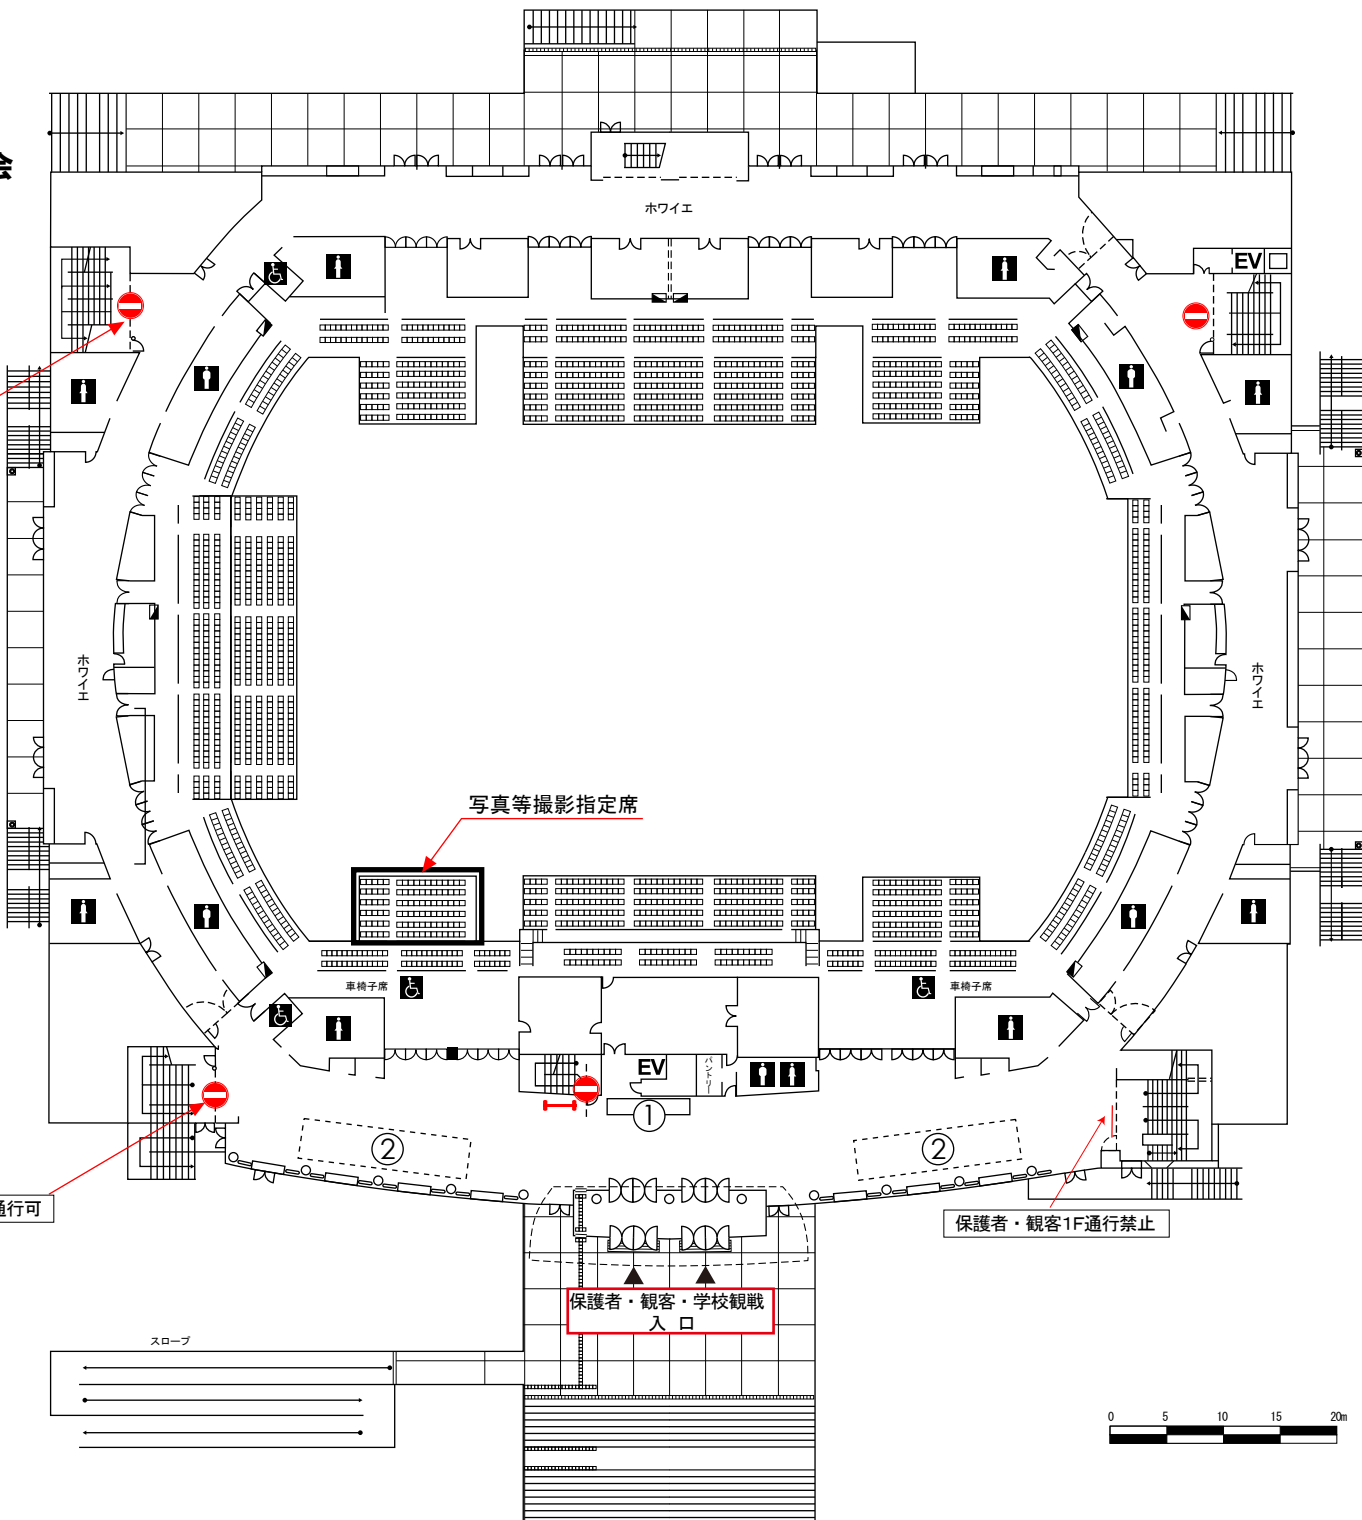 ホワイエ
EV
ホワイエ
ホワイエ
写真等撮影指定席
車椅子席
車椅子席
EV
パントリー
①
②
②
通行可
保護者・観客1F通行禁止
保護者・観客・学校観戦
入 口
スロープ
0 5 10 15 20m